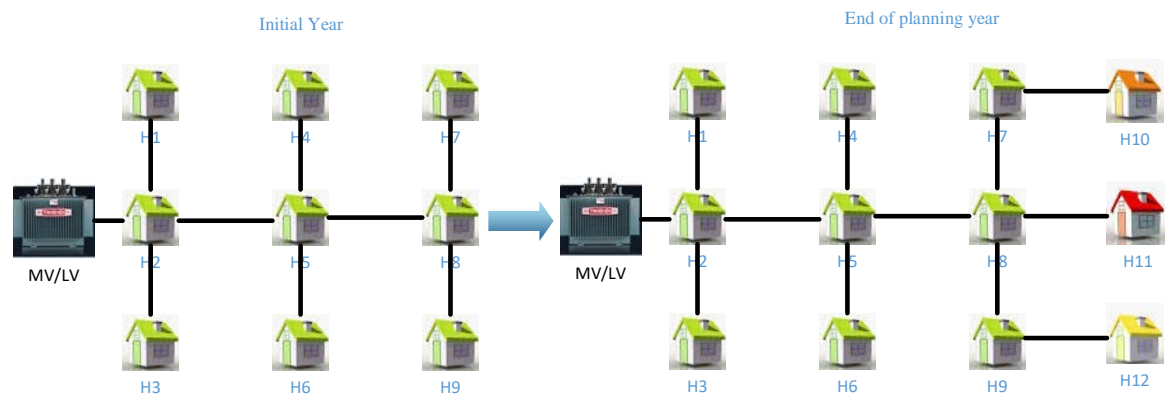 Initial Year
End of planning year
H1
H4
H7
H1
H4
H7
H10
H2
H5
H8
H2
H5
H8
H11
MV/LV
MV/LV
H3
H6
H9
H3
H6
H9
H12